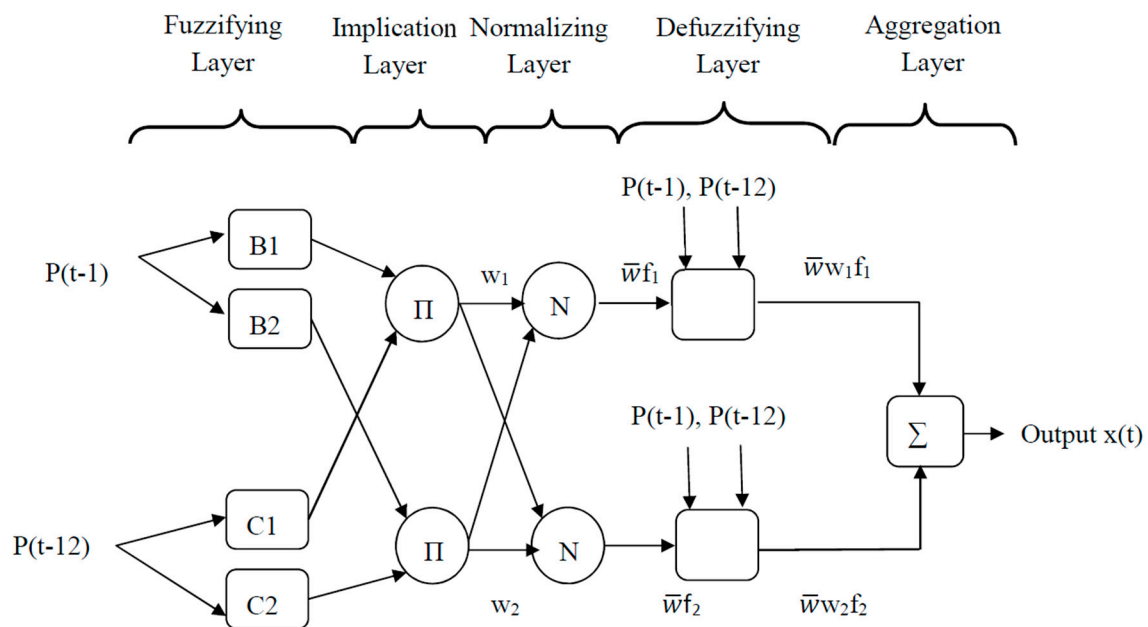 Fuzzifying Layer
Implication Layer
Normalizing Layer
Defuzzifying Layer
Aggregation Layer
P(t-1), P(t-12)
P(t-1)
B1
B2
Π
w₁
N
w̅f₁
w̅w₁f₁
P(t-1), P(t-12)
∑
Output x(t)
P(t-12)
C1
C2
Π
w₂
N
w̅f₂
w̅w₂f₂